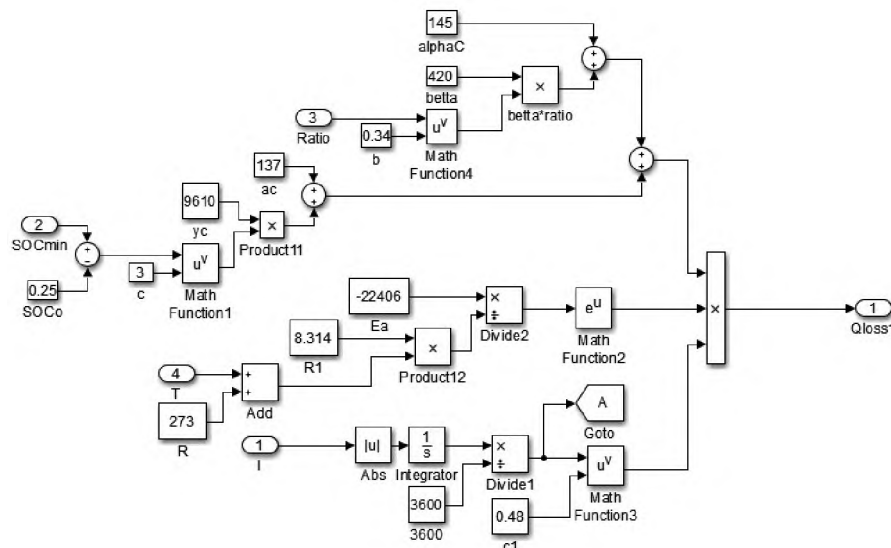 145
alphaC
+
+
420
betta
×
betta*ratio
3
Ratio
0.34
b
u^v
Math
Function4
137
ac
+
+
+
+
9610
yc
×
Product11
2
SOCmin
+
−
0.25
SOCo
3
c
u^v
Math
Function1
-22406
Ea
×
÷
Divide2
e^u
Math
Function2
×
1
Qloss1
8.314
R1
×
Product12
4
T
+
+
Add
273
R
A
Goto
1
I
|u|
Abs
1
s
Integrator
×
÷
Divide1
u^v
Math
Function3
3600
3600
0.48
c1